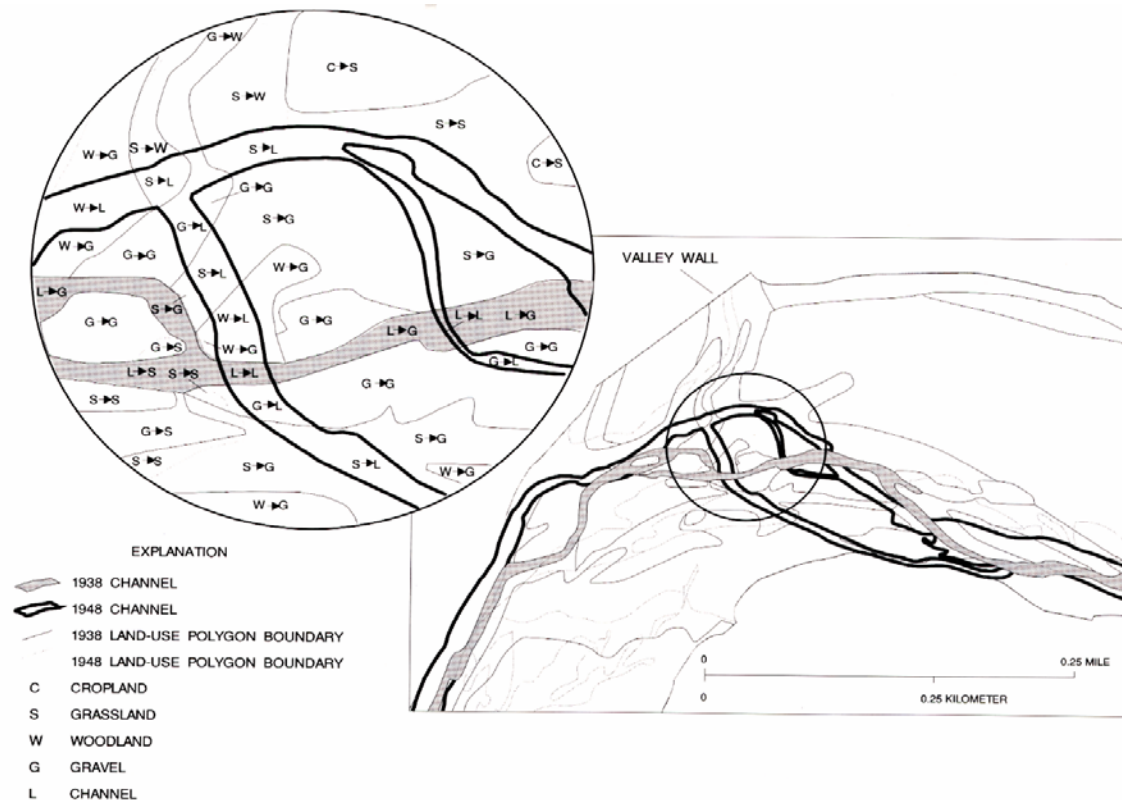 G→W
C→S
S→W
S→S
W→G
S→W
S→L
C→S
S→L
G→G
W→L
G→L
S→G
W→G
G→G
S→G
S→L
W→G
L→G
S→G
W→L
G→G
L→G
L→L
L→G
G→G
G→S
W→G
G→G
G→L
L→S
S→S
L→L
G→G
S→S
G→L
G→S
S→G
S→S
S→G
S→L
W→G
W→G
VALLEY WALL
EXPLANATION
1938 CHANNEL
1948 CHANNEL
1938 LAND-USE POLYGON BOUNDARY
1948 LAND-USE POLYGON BOUNDARY
C CROPLAND
S GRASSLAND
W WOODLAND
G GRAVEL
L CHANNEL
0 0.25 MILE
0 0.25 KILOMETER